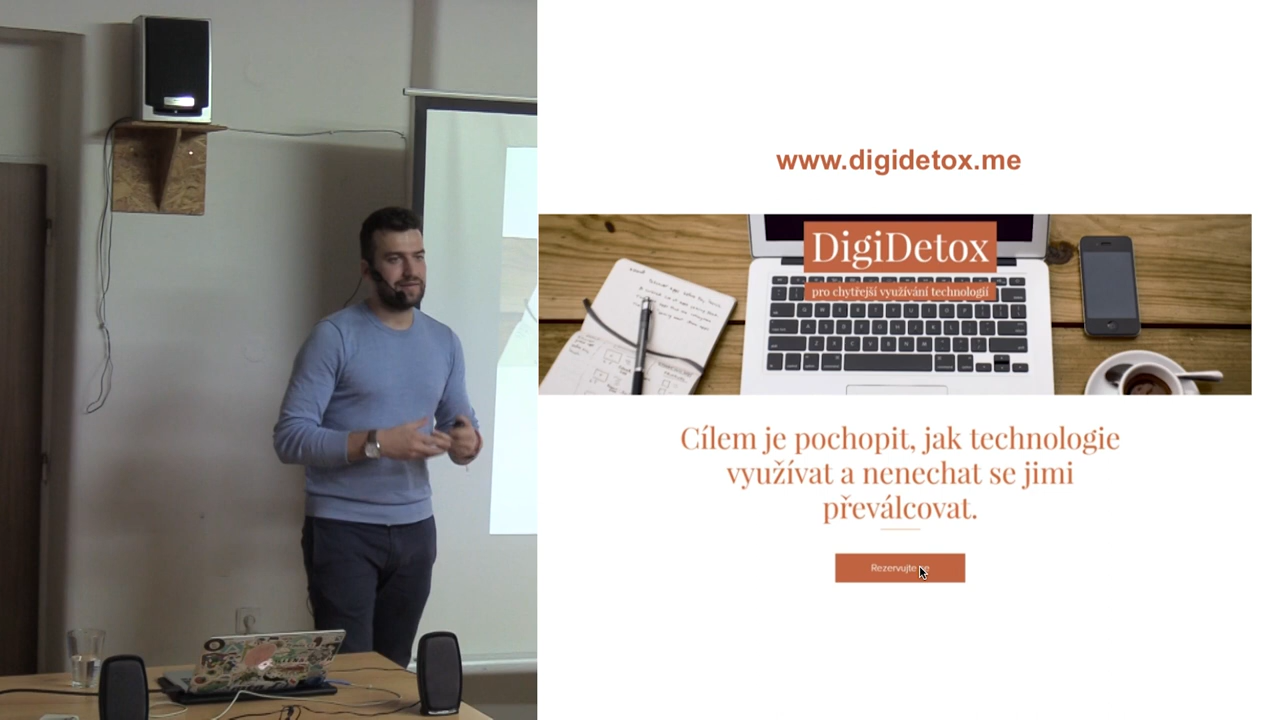 www.digidetox.me
DigiDetox
pro chytřejší využívání technologií
Cílem je pochopit, jak technologie
využívat a nenechat se jimi
převálcovat.
Rezervujte